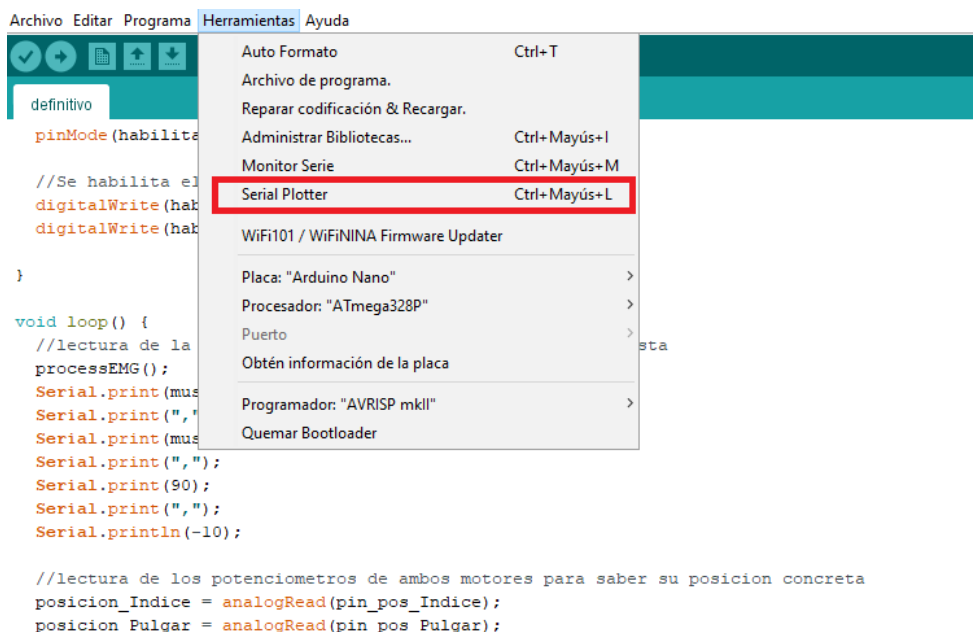 Archivo Editar Programa Herramientas Ayuda
Auto Formato Ctrl+T
Archivo de programa.
Reparar codificación & Recargar.
Administrar Bibliotecas... Ctrl+Mayús+I
Monitor Serie Ctrl+Mayús+M
Serial Plotter Ctrl+Mayús+L
WiFi101 / WiFiNINA Firmware Updater
Placa: "Arduino Nano"
Procesador: "ATmega328P"
Puerto
Obtén información de la placa
Programador: "AVRISP mkII"
Quemar Bootloader
definitivo
pinMode(habilita
//Se habilita el
digitalWrite(hab
digitalWrite(hab
}
void loop() {
//lectura de la sta
processEMG();
Serial.print(mus
Serial.print(","
Serial.print(mus
Serial.print(",");
Serial.print(90);
Serial.print(",");
Serial.println(-10);
//lectura de los potenciometros de ambos motores para saber su posicion concreta
posicion_Indice = analogRead(pin_pos_Indice);
posicion_Pulgar = analogRead(pin_pos_Pulgar);